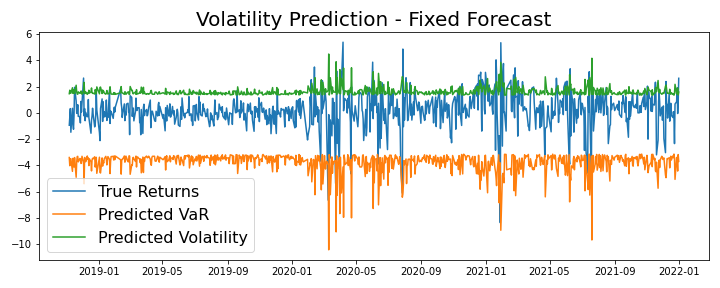 Volatility Prediction - Fixed Forecast
6
4
2
0
−2
−4
−6
−8
−10
True Returns
Predicted VaR
Predicted Volatility
2019-01 2019-05 2019-09 2020-01 2020-05 2020-09 2021-01 2021-05 2021-09 2022-01